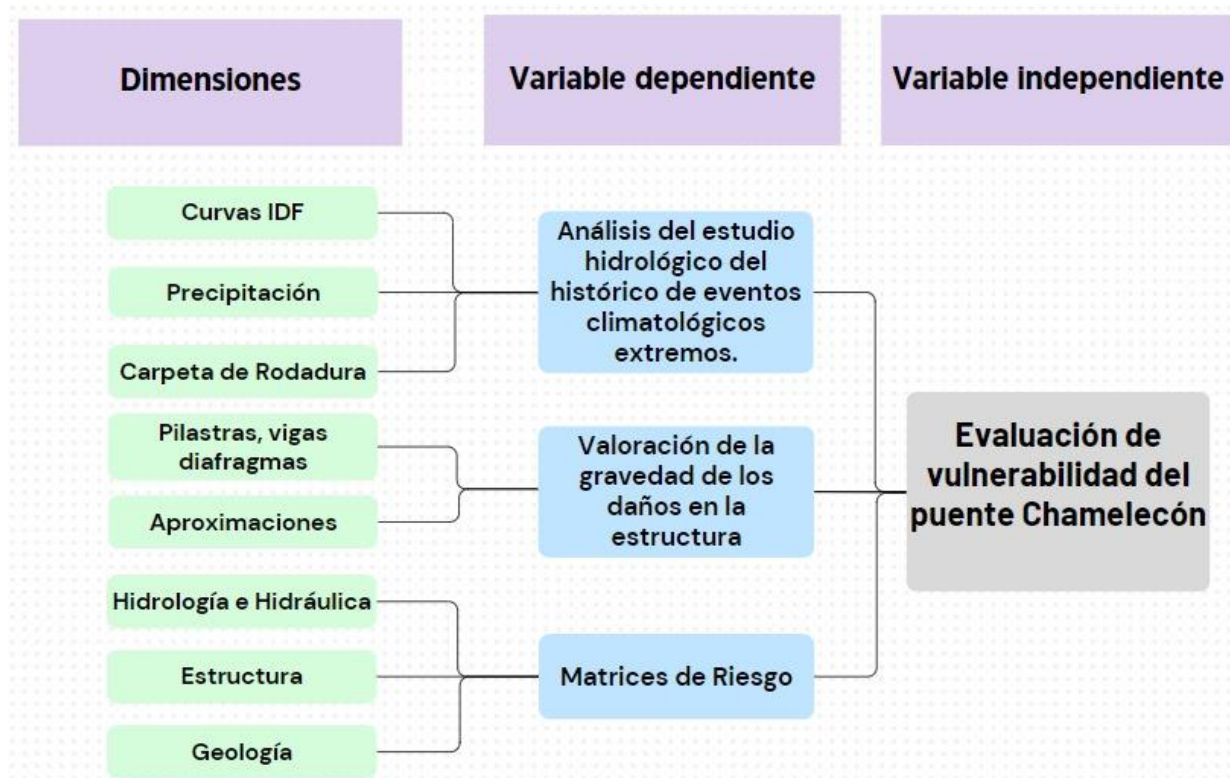 Dimensiones
Variable dependiente
Variable independiente
Curvas IDF
Precipitación
Carpeta de Rodadura
Pilastras, vigas
diafragmas
Aproximaciones
Hidrología e Hidráulica
Estructura
Geología
Análisis del estudio
hidrológico del
histórico de eventos
climatológicos
extremos.
Valoración de la
gravedad de los
daños en la
estructura
Matrices de Riesgo
Evaluación de
vulnerabilidad del
puente Chamelecón